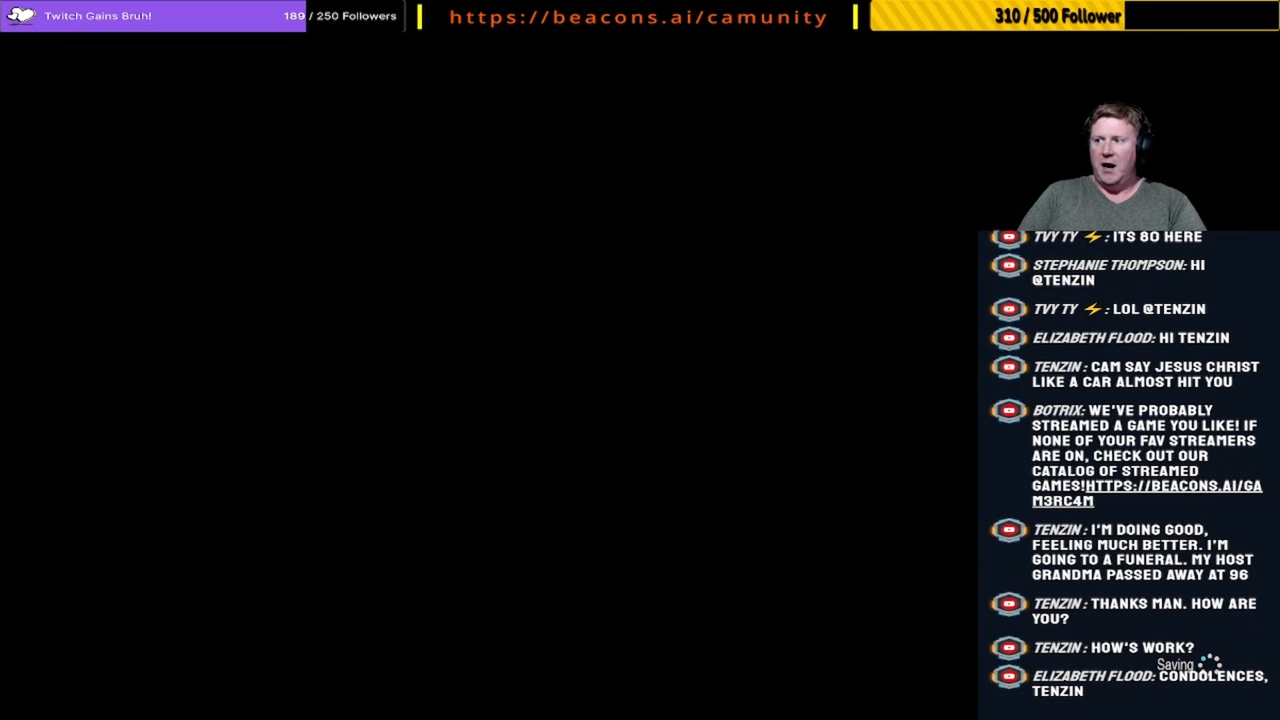 Twitch Gains Bruh! 189 / 250 Followers
https://beacons.ai/camunity
310 / 500 Follower
TVY TY ⚡: ITS 80 HERE
STEPHANIE THOMPSON: HI
@TENZIN
TVY TY ⚡: LOL @TENZIN
ELIZABETH FLOOD: HI TENZIN
TENZIN : CAM SAY JESUS CHRIST
LIKE A CAR ALMOST HIT YOU
BOTRIX: WE'VE PROBABLY
STREAMED A GAME YOU LIKE! IF
NONE OF YOUR FAV STREAMERS
ARE ON, CHECK OUT OUR
CATALOG OF STREAMED
GAMES!HTTPS://BEACONS.AI/GA
M3RC4M
TENZIN : I'M DOING GOOD,
FEELING MUCH BETTER. I'M
GOING TO A FUNERAL. MY HOST
GRANDMA PASSED AWAY AT 96
TENZIN : THANKS MAN. HOW ARE
YOU?
TENZIN : HOW'S WORK?
Saving
ELIZABETH FLOOD: CONDOLENCES,
TENZIN